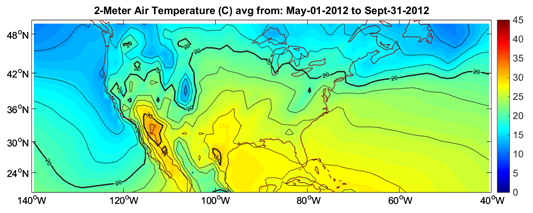 2-Meter Air Temperature (C) avg from: May-01-2012 to Sept-31-2012
48°N
42°N
36°N
30°N
24°N
140°W 120°W 100°W 80°W 60°W 40°W
45
40
35
30
25
20
15
10
5
0
20
20
20
20